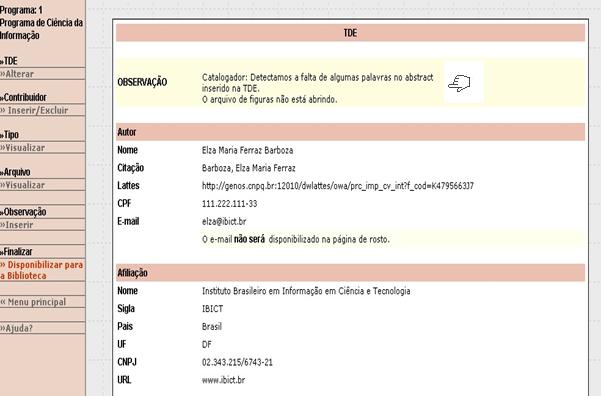 Programa: 1
Programa de Ciência da
Informação
»TDE
»Alterar
»Contribuidor
» Inserir/Excluir
»Tipo
»Visualizar
»Arquivo
»Visualizar
»Observação
»Inserir
»Finalizar
» Disponibilizar para
a Biblioteca
« Menu principal
»Ajuda?
TDE
OBSERVAÇÃO
Catalogador: Detectamos a falta de algumas palavras no abstract
inserido na TDE.
O arquivo de figuras não está abrindo.
Autor
Nome Elza Maria Ferraz Barboza
Citação Barboza, Elza Maria Ferraz
Lattes http://genos.cnpq.br:12010/dwlattes/owa/prc_imp_cv_int?f_cod=K4795663J7
CPF 111.222.111-33
E-mail elza@ibict.br
O e-mail não será disponibilizado na página de rosto.
Afiliação
Nome Instituto Brasileiro em Informação em Ciência e Tecnologia
Sigla IBICT
País Brasil
UF DF
CNPJ 02.343.215/6743-21
URL www.ibict.br